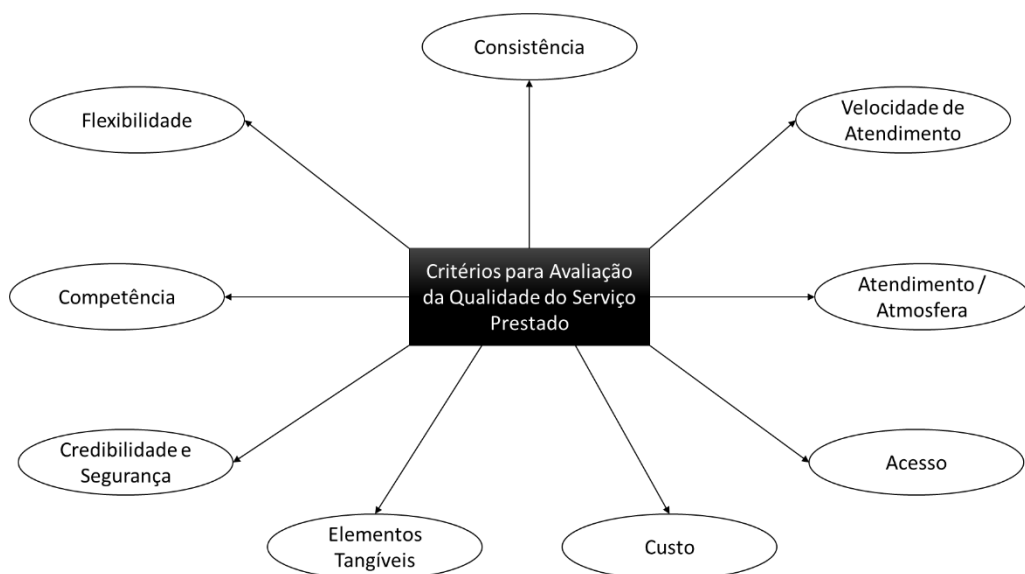 Consistência
Flexibilidade
Velocidade de
Atendimento
Critérios para Avaliação
da Qualidade do Serviço
Prestado
Competência
Atendimento /
Atmosfera
Credibilidade e
Segurança
Acesso
Elementos
Tangíveis
Custo